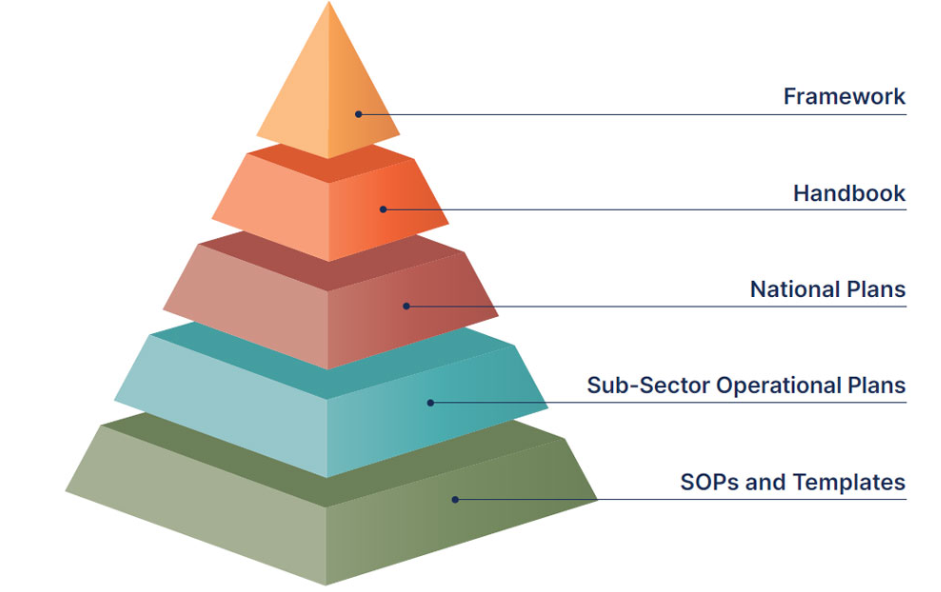 Framework
Handbook
National Plans
Sub-Sector Operational Plans
SOPs and Templates